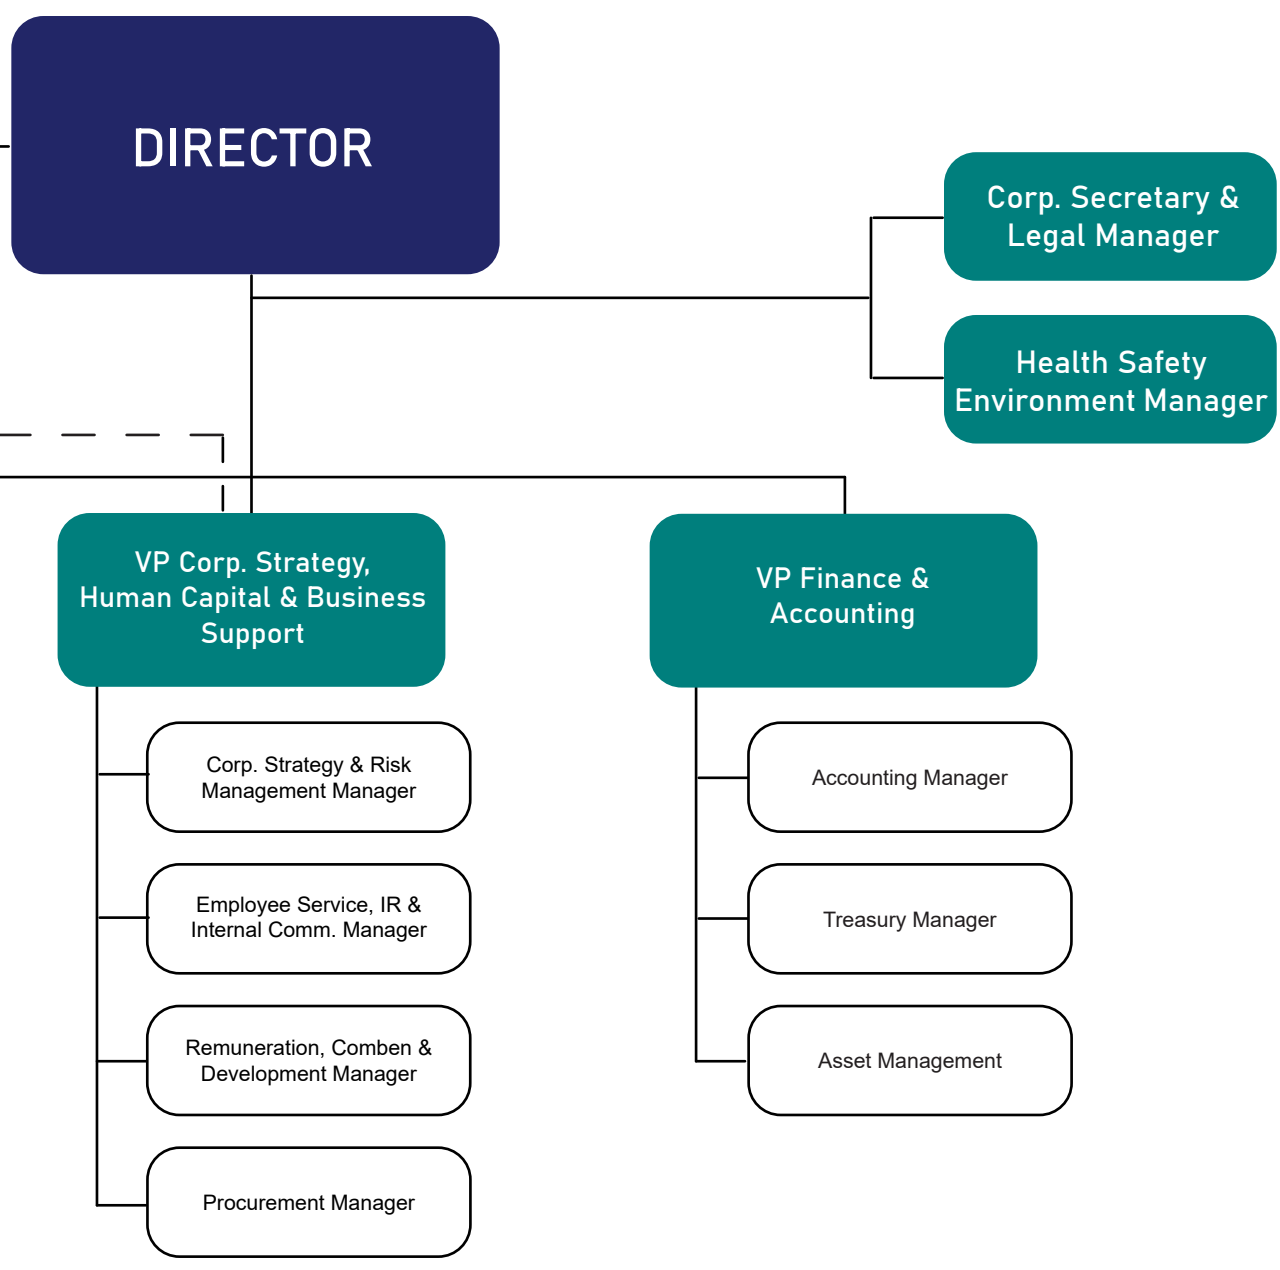 DIRECTOR
Corp. Secretary &
Legal Manager
Health Safety
Environment Manager
VP Corp. Strategy,
Human Capital & Business
Support
VP Finance &
Accounting
Corp. Strategy & Risk
Management Manager
Employee Service, IR &
Internal Comm. Manager
Remuneration, Comben &
Development Manager
Procurement Manager
Accounting Manager
Treasury Manager
Asset Management